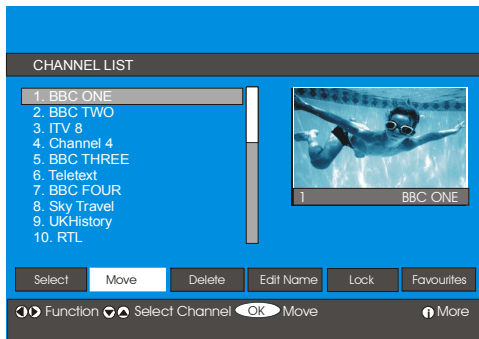 CHANNEL LIST
1. BBC ONE
2. BBC TWO
3. ITV 8
4. Channel 4
5. BBC THREE
6. Teletext
7. BBC FOUR
8. Sky Travel
9. UKHistory
10. RTL
1 BBC ONE
Select Move Delete Edit Name Lock Favourites
Function Select Channel OK Move i More